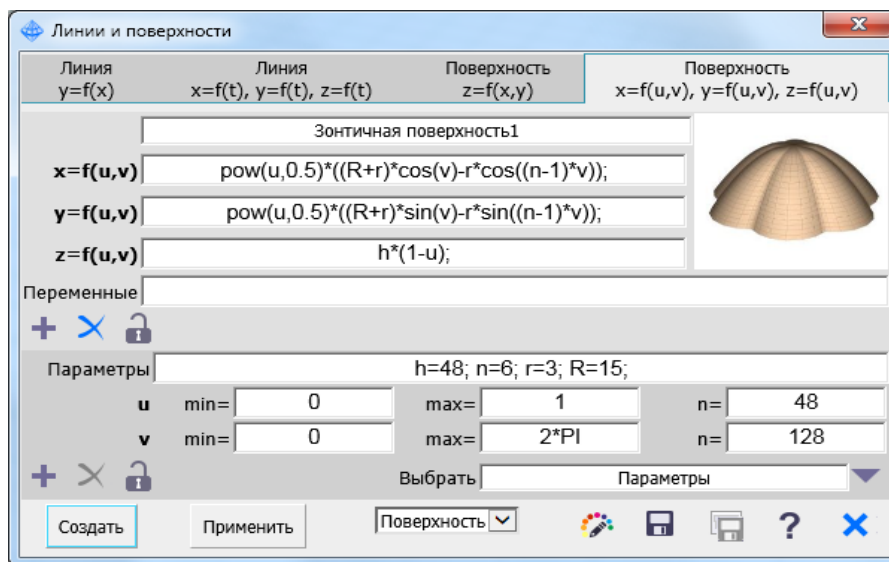 Линии и поверхности
Линия Линия Поверхность Поверхность
y=f(x) x=f(t), y=f(t), z=f(t) z=f(x,y) x=f(u,v), y=f(u,v), z=f(u,v)
Зонтичная поверхность1
x=f(u,v) pow(u,0.5)*((R+r)*cos(v)-r*cos((n-1)*v));
y=f(u,v) pow(u,0.5)*((R+r)*sin(v)-r*sin((n-1)*v));
z=f(u,v) h*(1-u);
Переменные
Параметры h=48; n=6; r=3; R=15;
u min= 0 max= 1 n= 48
v min= 0 max= 2*PI n= 128
Выбрать Параметры
Создать Применить Поверхность ?